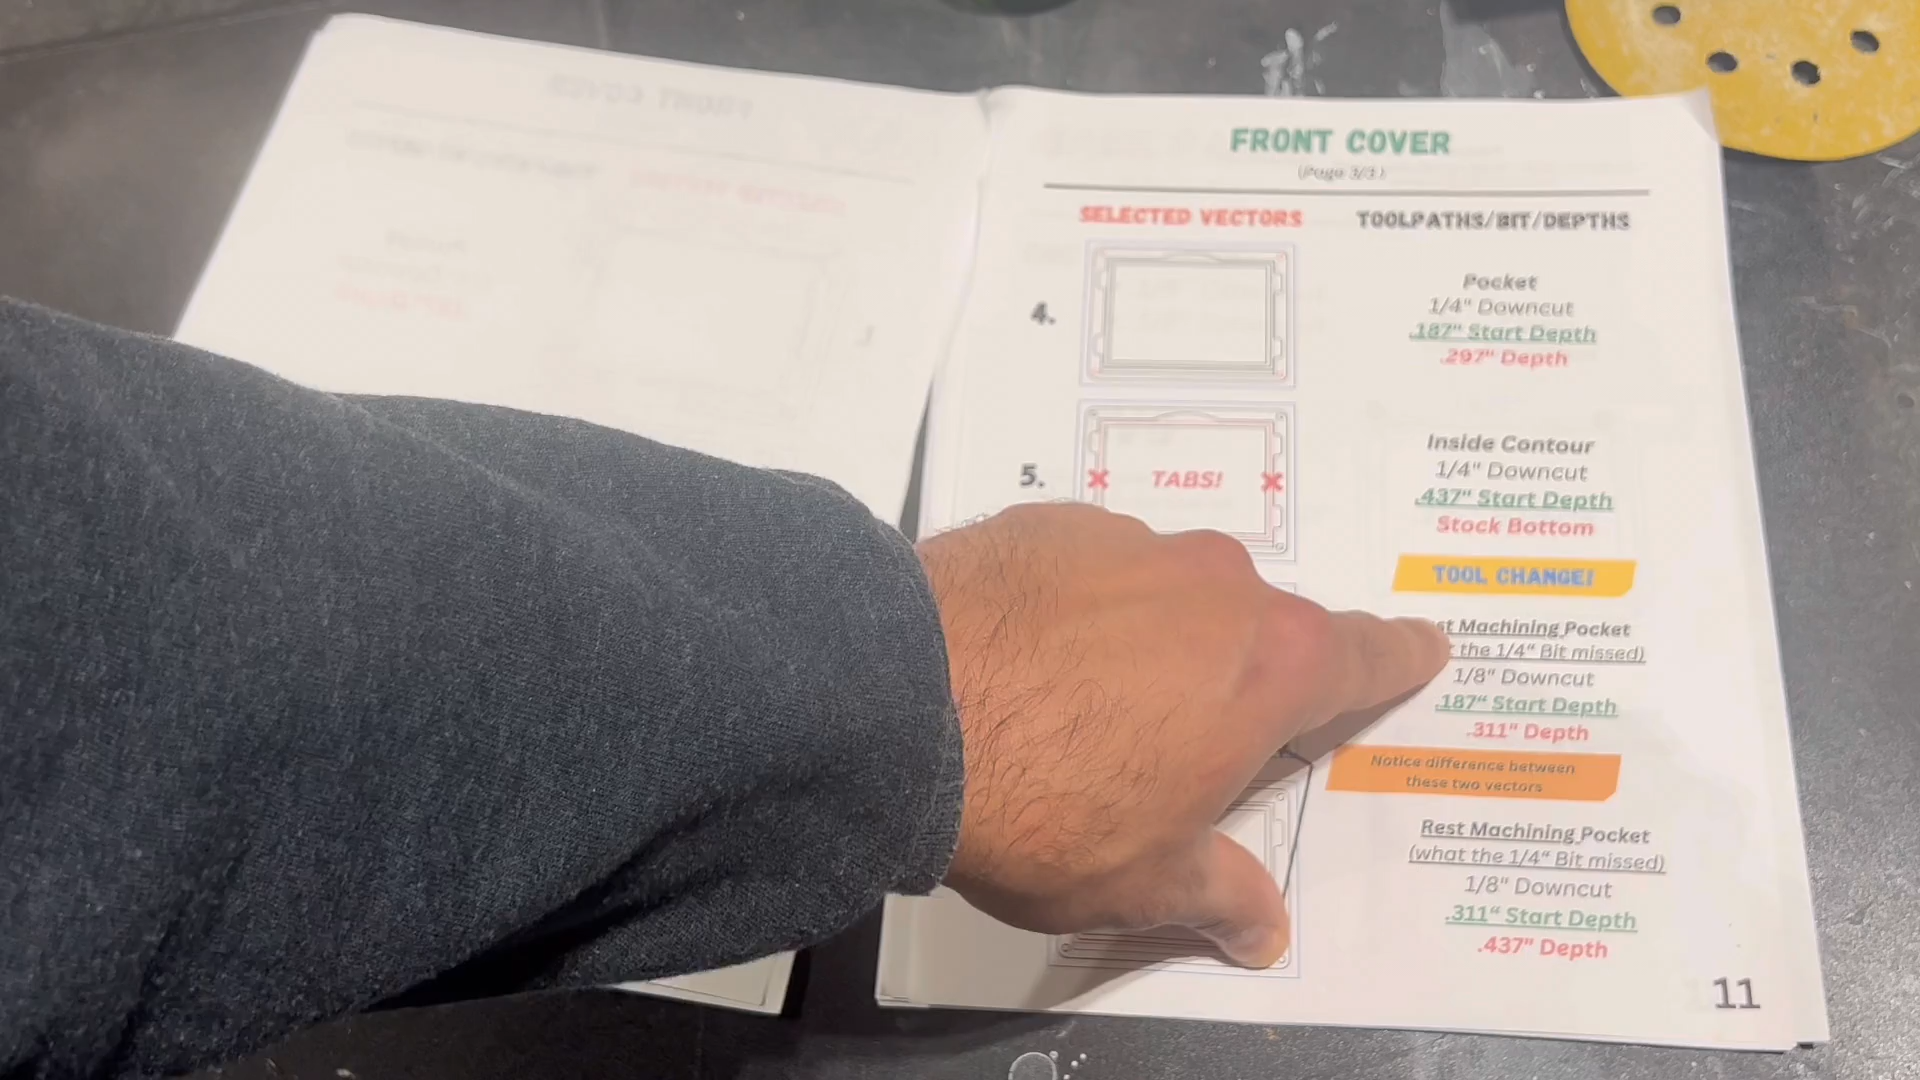 FRONT COVER
(Page 3/3)
SELECTED VECTORS
TOOLPATHS/BIT/DEPTHS
4.
Pocket
1/4" Downcut
.187" Start Depth
.297" Depth
5.
TABS!
Inside Contour
1/4" Downcut
.437" Start Depth
Stock Bottom
TOOL CHANGE!
Machining Pocket
the 1/4" Bit missed)
1/8" Downcut
.187" Start Depth
.311" Depth
Notice difference between
these two vectors
Rest Machining Pocket
(what the 1/4" Bit missed)
1/8" Downcut
.311" Start Depth
.437" Depth
11